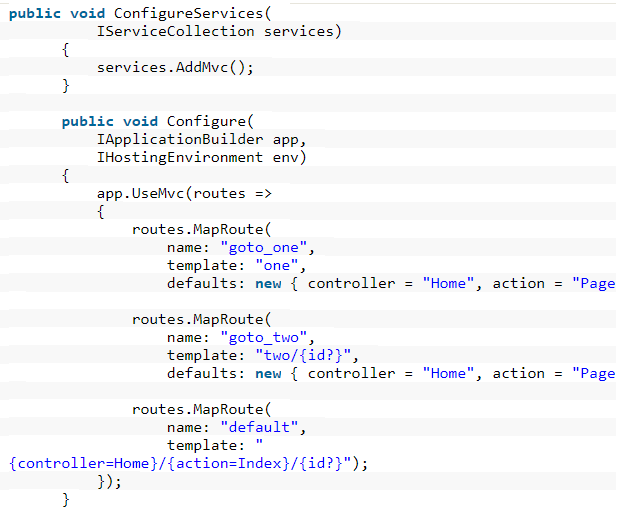 public void ConfigureServices(
IServiceCollection services)
{
services.AddMvc();
}
public void Configure(
IApplicationBuilder app,
IHostingEnvironment env)
{
app.UseMvc(routes =>
{
routes.MapRoute(
name: "goto_one",
template: "one",
defaults: new { controller = "Home", action = "Page
routes.MapRoute(
name: "goto_two",
template: "two/{id?}",
defaults: new { controller = "Home", action = "Page
routes.MapRoute(
name: "default",
template: "
{controller=Home}/{action=Index}/{id?}");
});
}